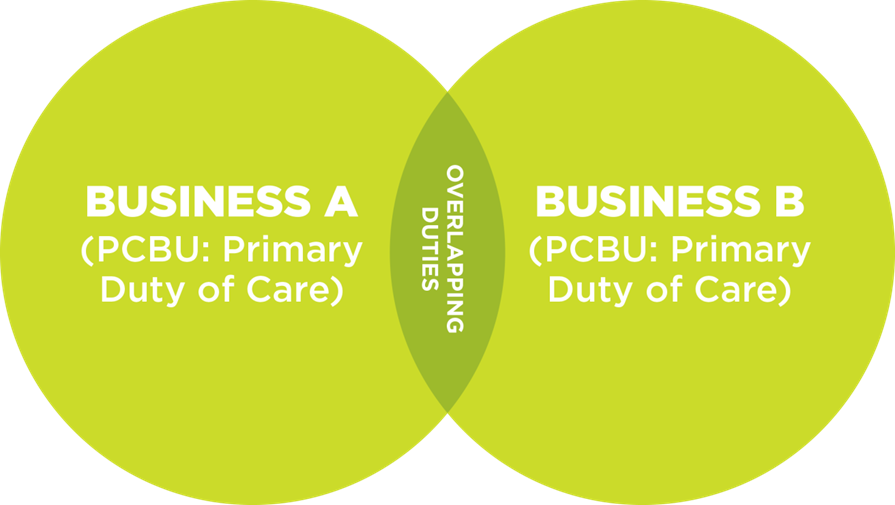 BUSINESS A
(PCBU: Primary
Duty of Care)
OVERLAPPING
DUTIES
BUSINESS B
(PCBU: Primary
Duty of Care)